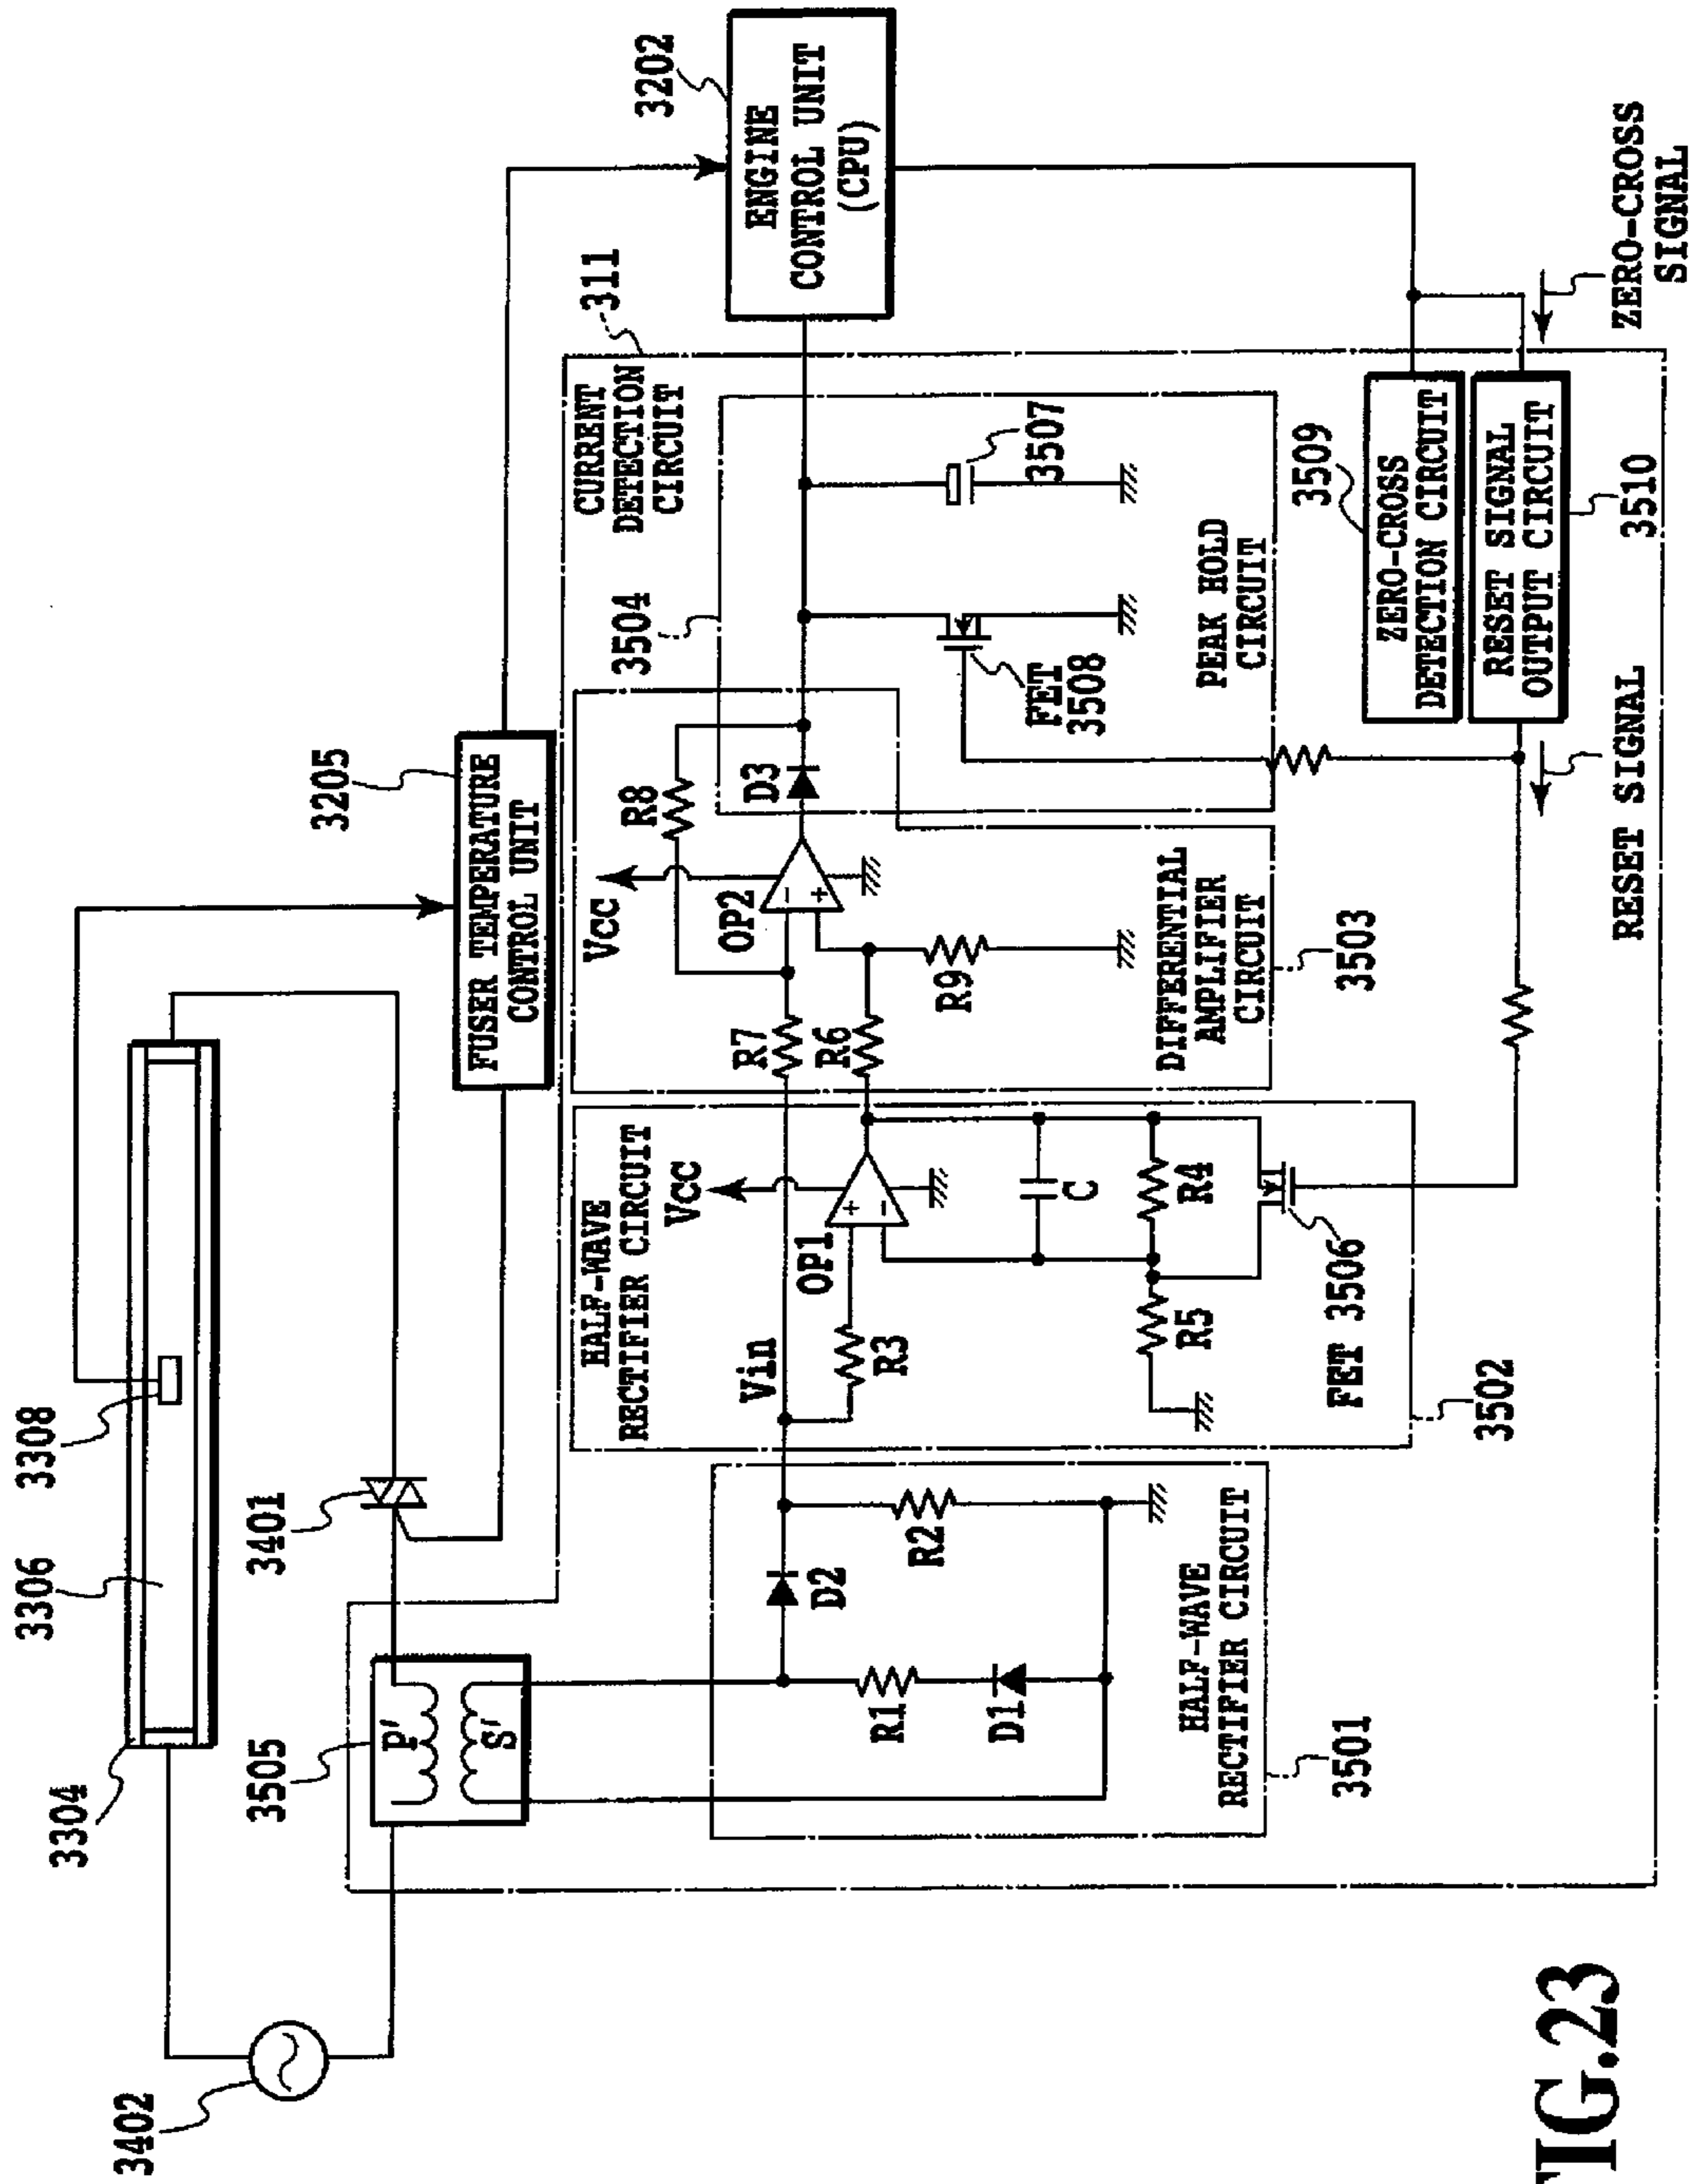 3402
3304
3306
3308
3401
3505
P'
S'
3205
FUSER TEMPERATURE
CONTROL UNIT
3202
ENGINE
CONTROL UNIT
(CPU)
311
CURRENT
DETECTION
CIRCUIT
HALF-WAVE
RECTIFIER CIRCUIT
Vcc
Vin
OP1
+
-
R3
C
R4
R5
FET 3506
3502
D2
R2
R1
D1
HALF-WAVE
RECTIFIER CIRCUIT
3501
Vcc
R8
OP2
-
+
D3
R7
R6
R9
DIFFERENTIAL
AMPLIFIER
CIRCUIT
3503
3504
FET
3508
3507
PEAK HOLD
CIRCUIT
3509
ZERO-CROSS
DETECTION CIRCUIT
RESET SIGNAL
OUTPUT CIRCUIT
3510
RESET SIGNAL
ZERO-CROSS
SIGNAL
FIG.23